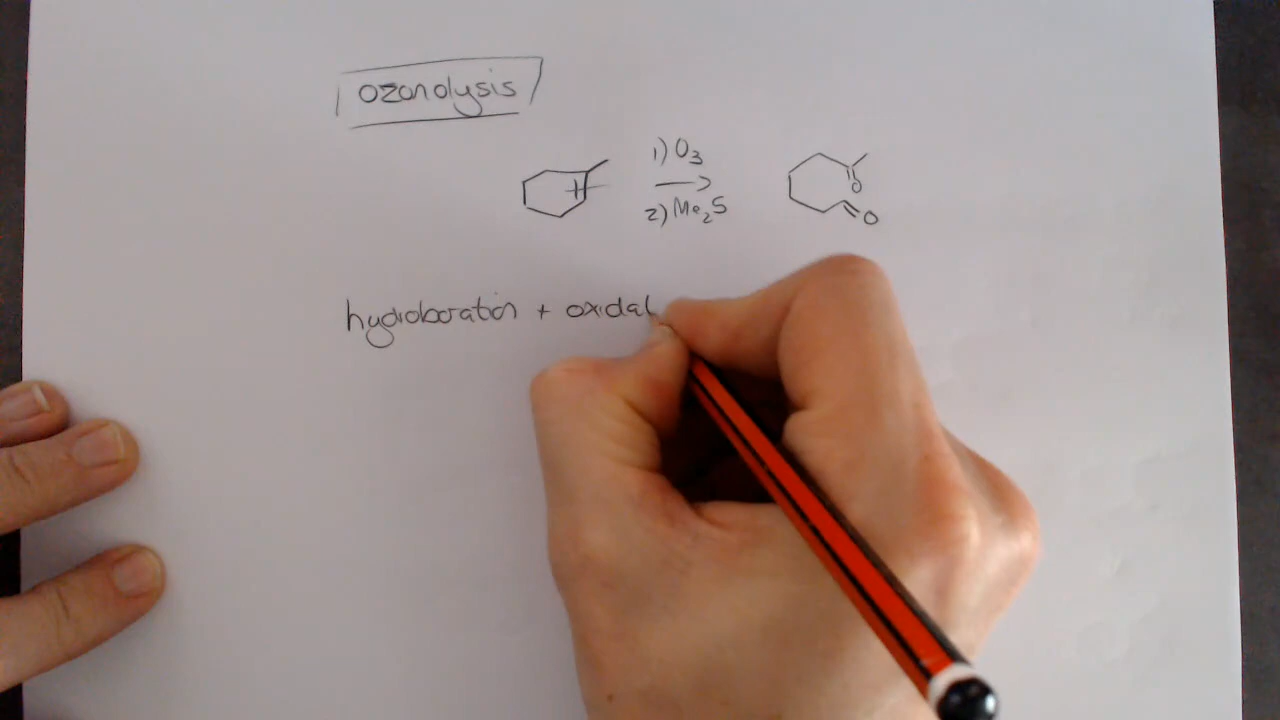 ozonolysis
1) O3
2) Me2S
O
O
hydroboration + oxidat